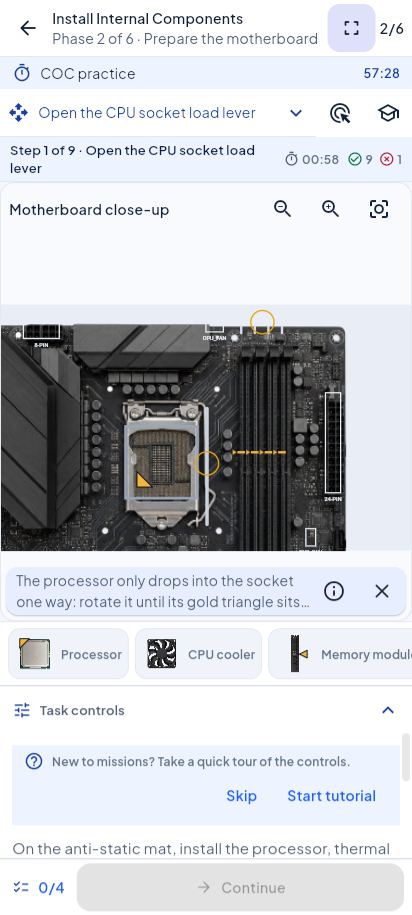 Install Internal Components
Phase 2 of 6 · Prepare the motherboard
2/6
COC practice
57:28
Open the CPU socket load lever
Step 1 of 9 · Open the CPU socket load
lever
00:58
9
1
Motherboard close-up
8-PIN
CPU_FAN
24-PIN
The processor only drops into the socket
one way: rotate it until its gold triangle sits…
Processor
CPU cooler
Memory module
Task controls
New to missions? Take a quick tour of the controls.
Skip
Start tutorial
On the anti-static mat, install the processor, thermal
0/4
Continue